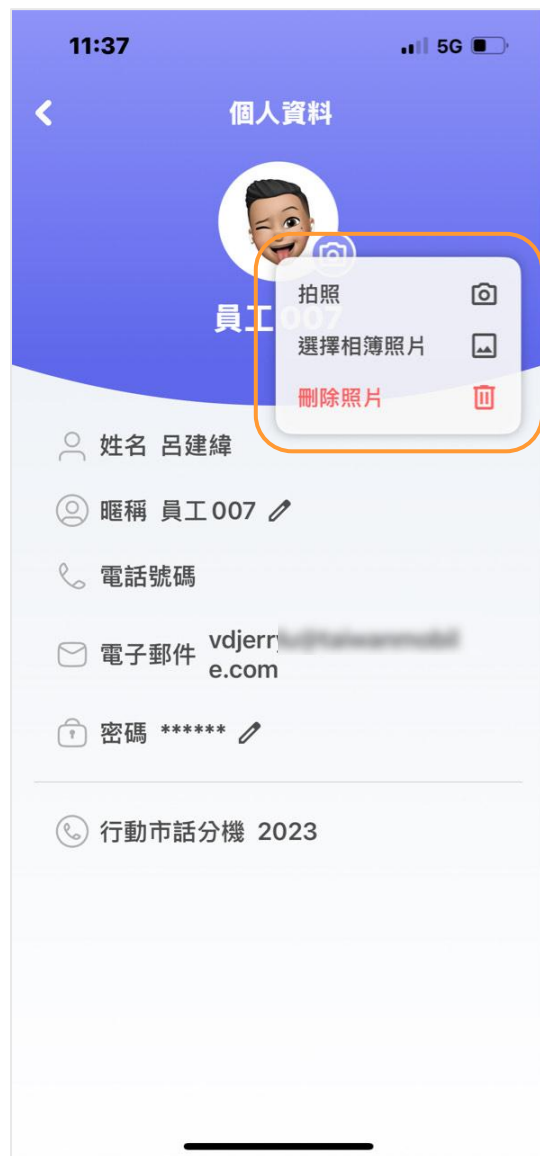 11:37
5G
個人資料
拍照
員工007
選擇相簿照片
刪除照片
姓名 呂建緯
暱稱 員工007
電話號碼
電子郵件 vdjerr
e.com
密碼 ******
行動市話分機 2023